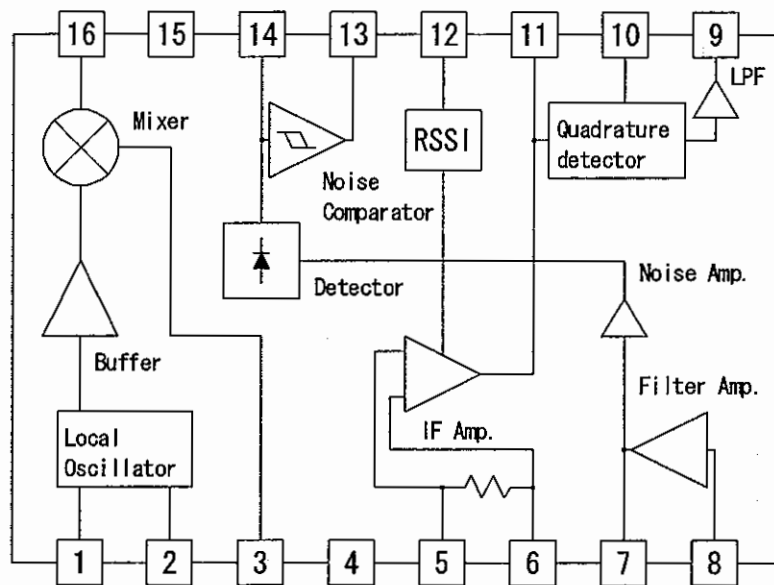 16 15 14 13 12 11 10 9
LPF
Mixer
RSSI
Quadrature
detector
Noise
Comparator
Detector
Noise Amp.
Buffer
Filter Amp.
Local
Oscillator
IF Amp.
1 2 3 4 5 6 7 8